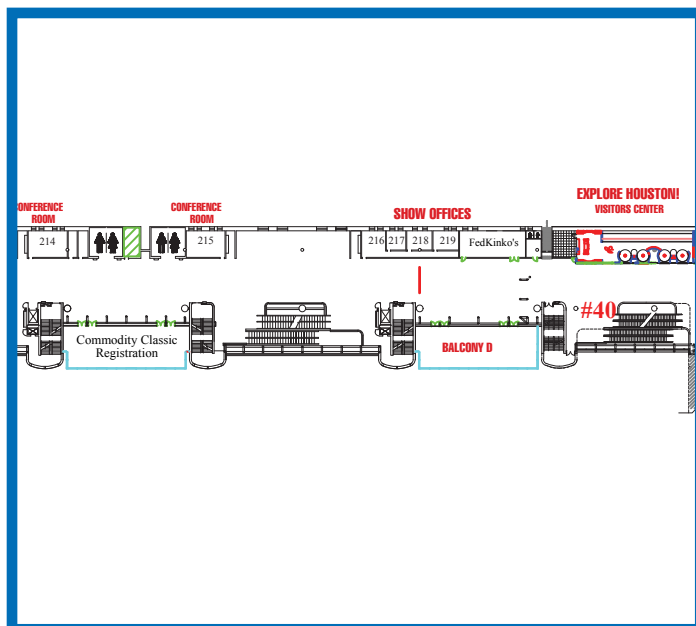 EXPLORE HOUSTON!
VISITORS CENTER
CONFERENCE
ROOM
CONFERENCE
ROOM
SHOW OFFICES
214
215
216
217
218
219
FedKinko's
#40
Commodity Classic
Registration
BALCONY D